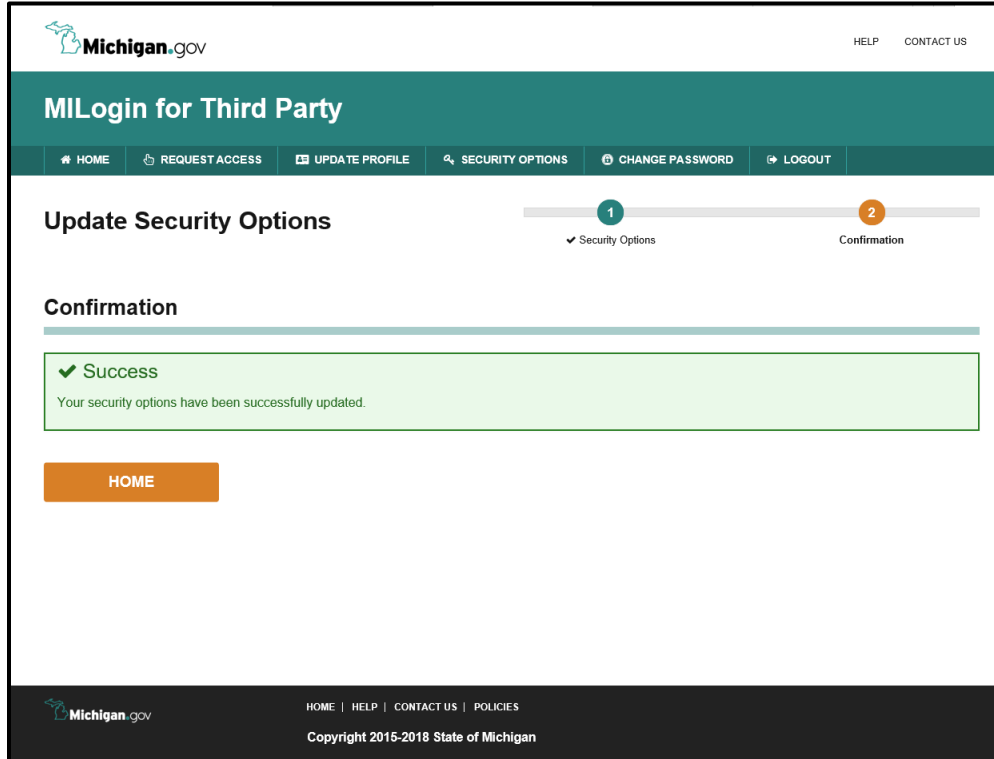 Michigan.gov
HELP CONTACT US
MILogin for Third Party
HOME REQUEST ACCESS UPDATE PROFILE SECURITY OPTIONS CHANGE PASSWORD LOGOUT
Update Security Options
1 2
Security Options Confirmation
Confirmation
Success
Your security options have been successfully updated.
HOME
Michigan.gov
HOME | HELP | CONTACT US | POLICIES
Copyright 2015-2018 State of Michigan